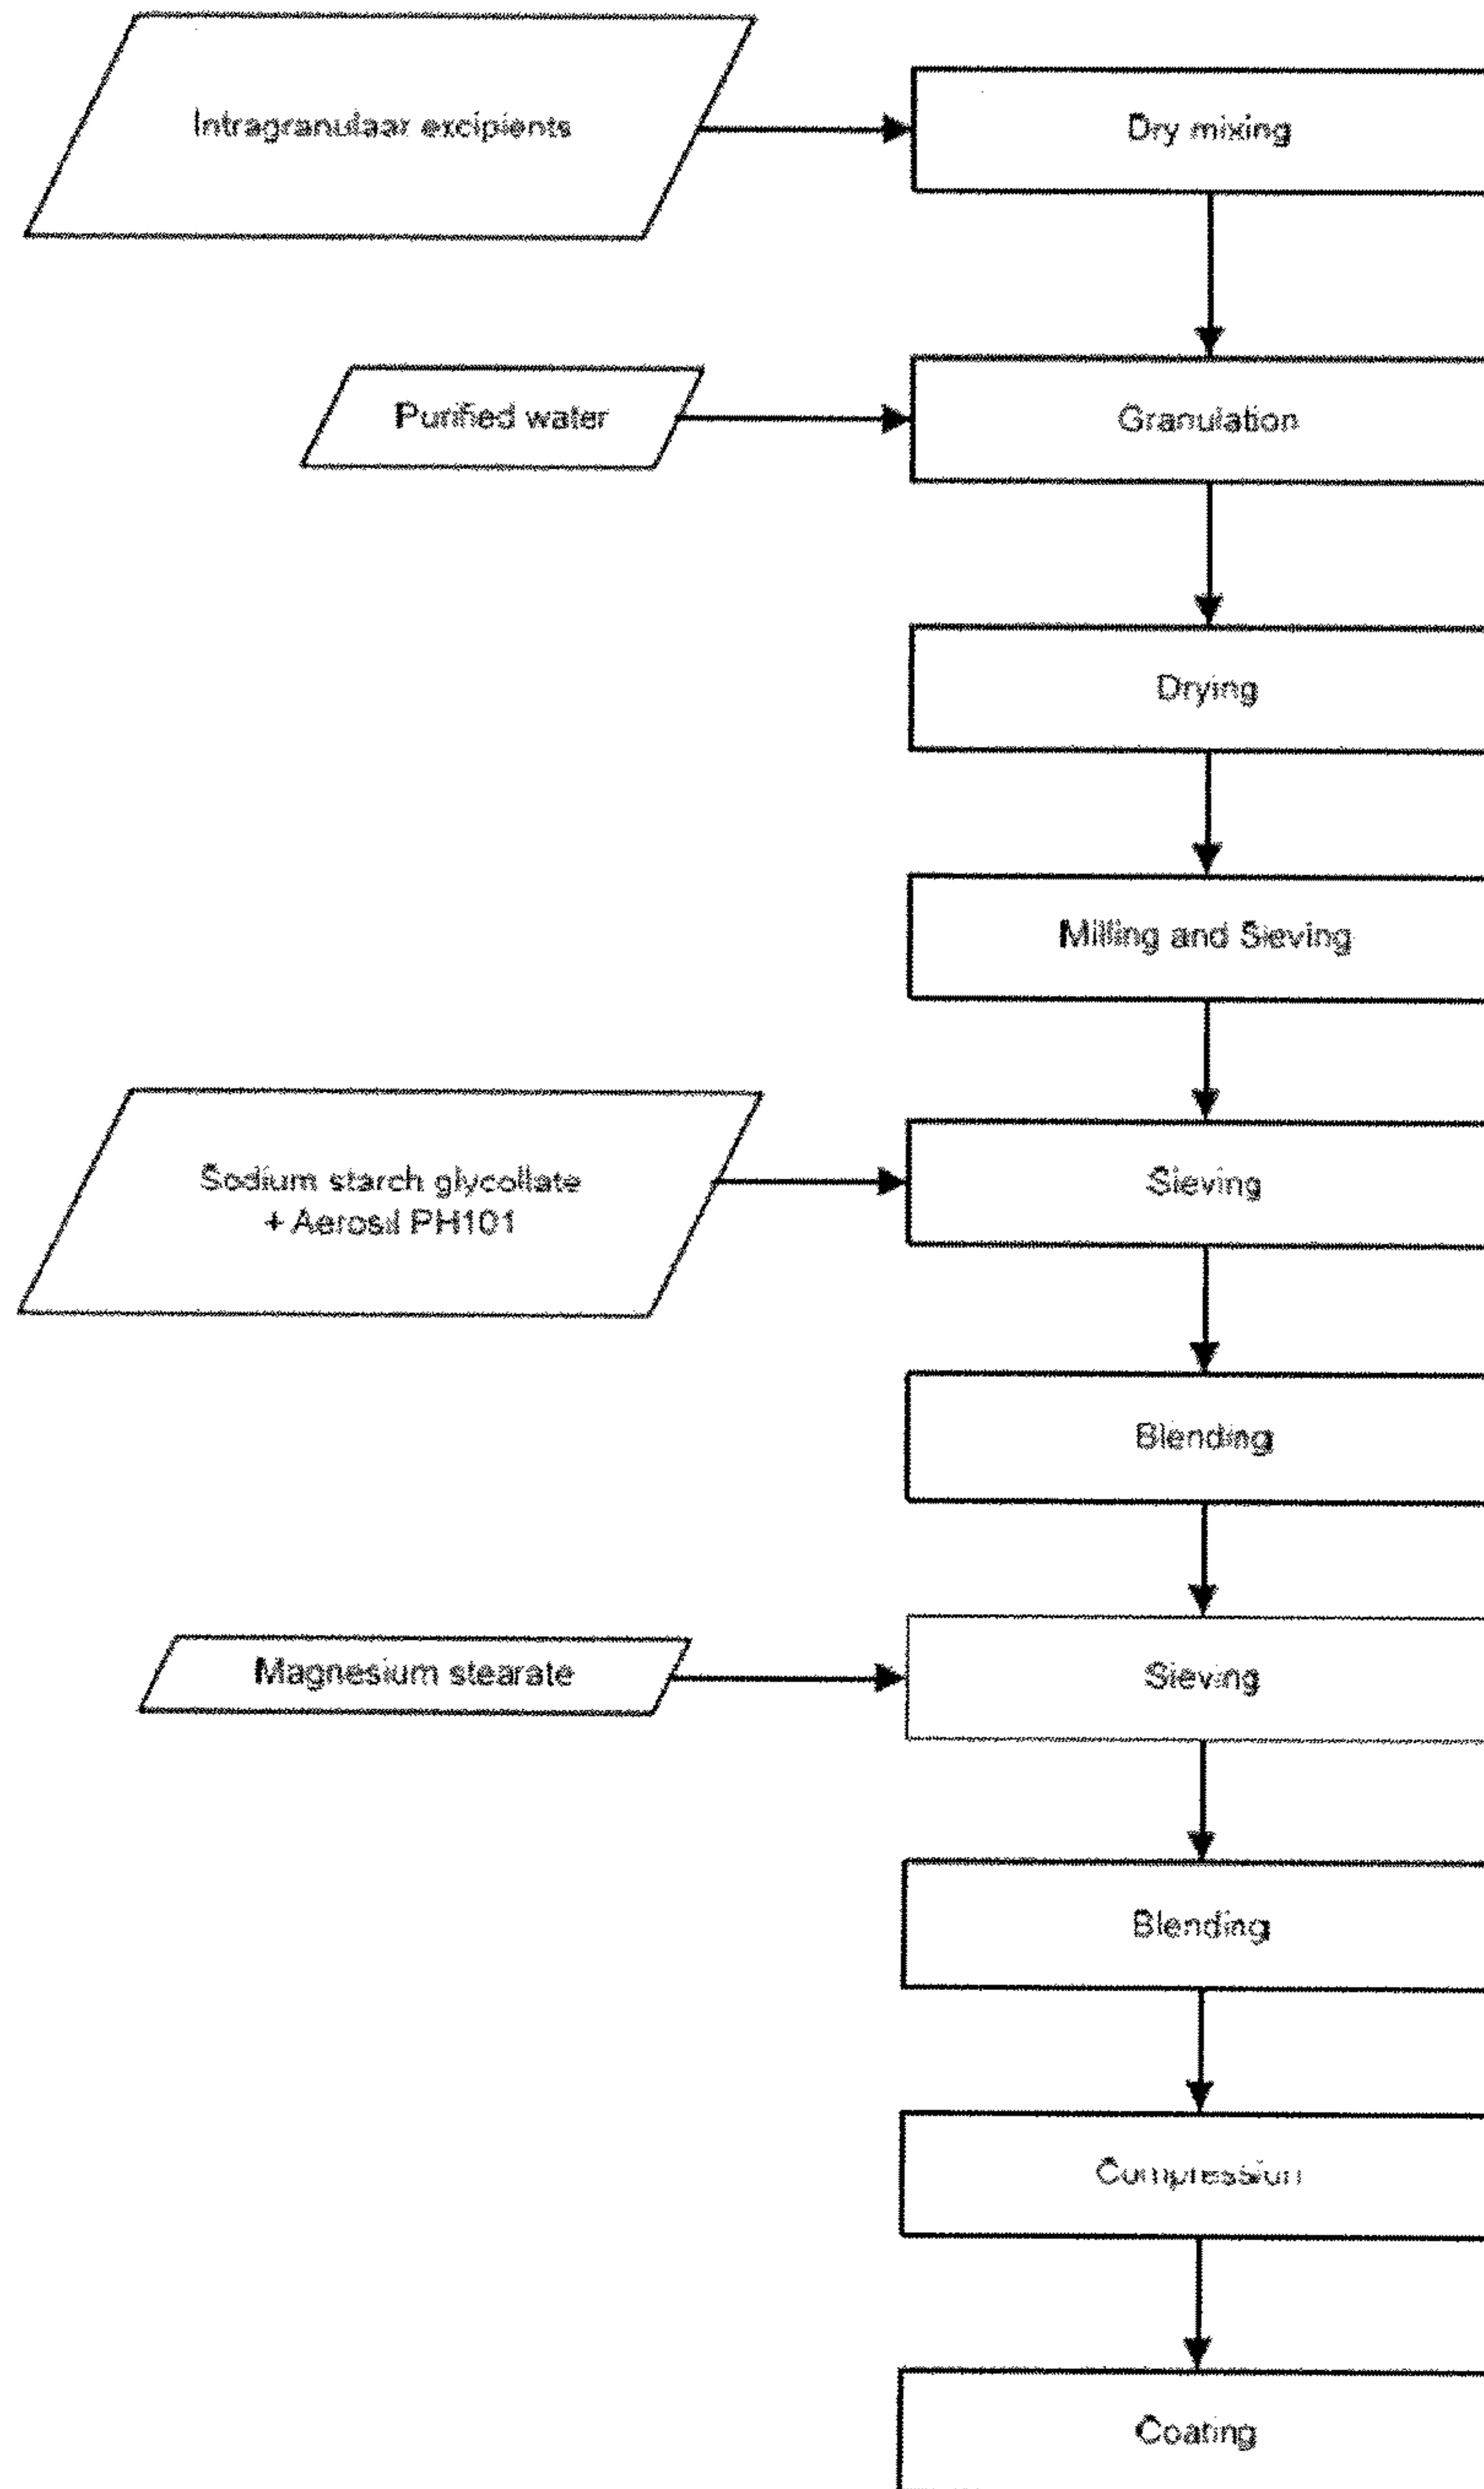 Intragranulaar excipients
Dry mixing
Purified water
Granulation
Drying
Milling and Sieving
Sodium starch glycollate
+ Aerosil PH101
Sieving
Blending
Magnesium stearate
Sieving
Blending
Compression
Coating